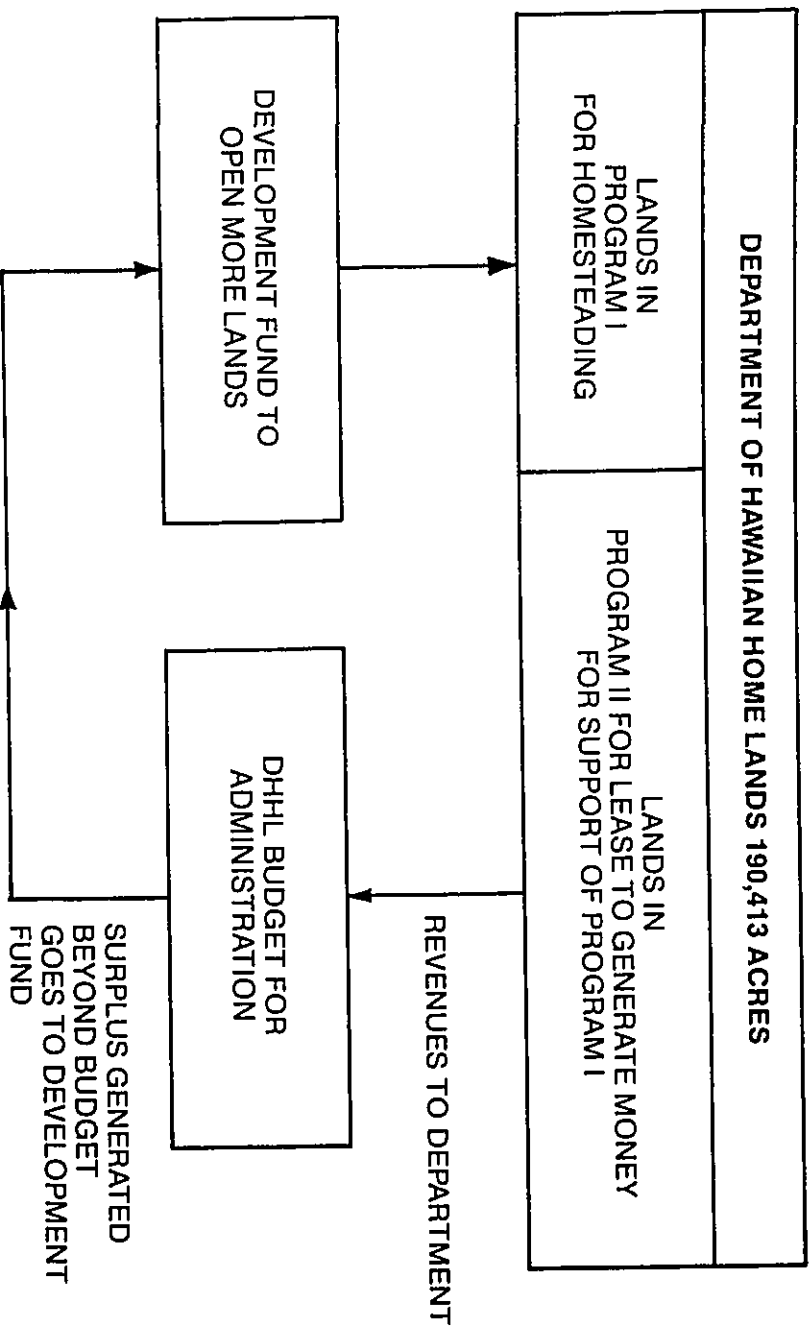 DEPARTMENT OF HAWAIIAN HOME LANDS 190,413 ACRES
LANDS IN
PROGRAM I
FOR HOMESTEADING
LANDS IN
PROGRAM II FOR LEASE TO GENERATE MONEY
FOR SUPPORT OF PROGRAM I
REVENUES TO DEPARTMENT
DEVELOPMENT FUND TO
OPEN MORE LANDS
DHHL BUDGET FOR
ADMINISTRATION
SURPLUS GENERATED
BEYOND BUDGET
GOES TO DEVELOPMENT
FUND